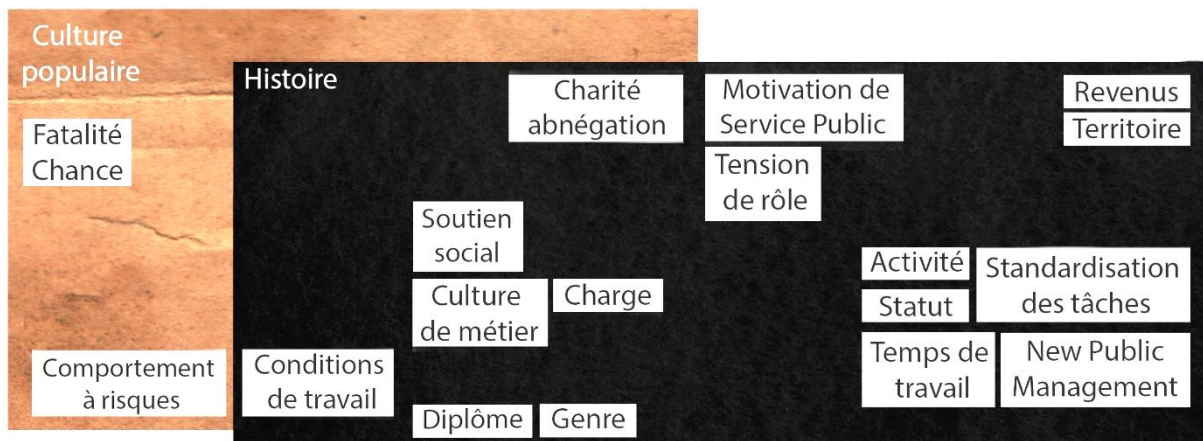 Culture
populaire
Histoire
Fatalité
Chance
Charité
abnégation
Motivation de
Service Public
Revenus
Territoire
Tension
de rôle
Soutien
social
Culture
de métier
Charge
Activité
Statut
Standardisation
des tâches
Comportement
à risques
Conditions
de travail
Diplôme
Genre
Temps de
travail
New Public
Management